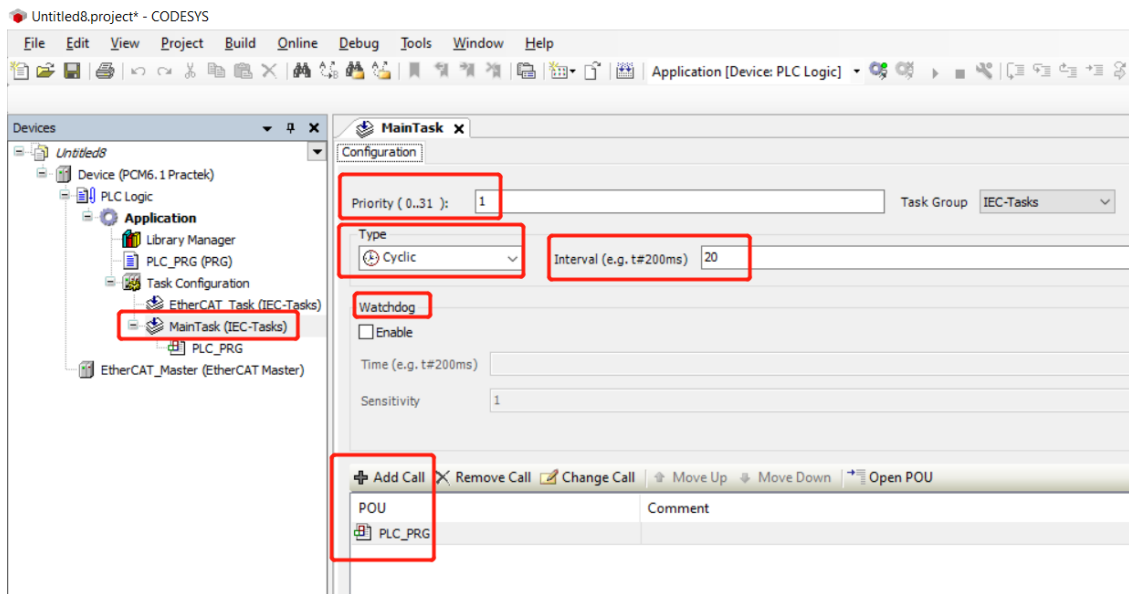 Untitled8.project* - CODESYS
File Edit View Project Build Online Debug Tools Window Help
Application [Device: PLC Logic]
Devices
MainTask
Untitled8
Configuration
Device (PCM6.1 Practek)
PLC Logic
Priority ( 0..31 ): 1 Task Group IEC-Tasks
Application
Type
Library Manager
Cyclic Interval (e.g. t#200ms) 20
PLC_PRG (PRG)
Task Configuration
EtherCAT_Task (IEC-Tasks)
Watchdog
MainTask (IEC-Tasks)
Enable
PLC_PRG
Time (e.g. t#200ms)
EtherCAT_Master (EtherCAT Master)
Sensitivity 1
Add Call Remove Call Change Call Move Up Move Down Open POU
POU Comment
PLC_PRG